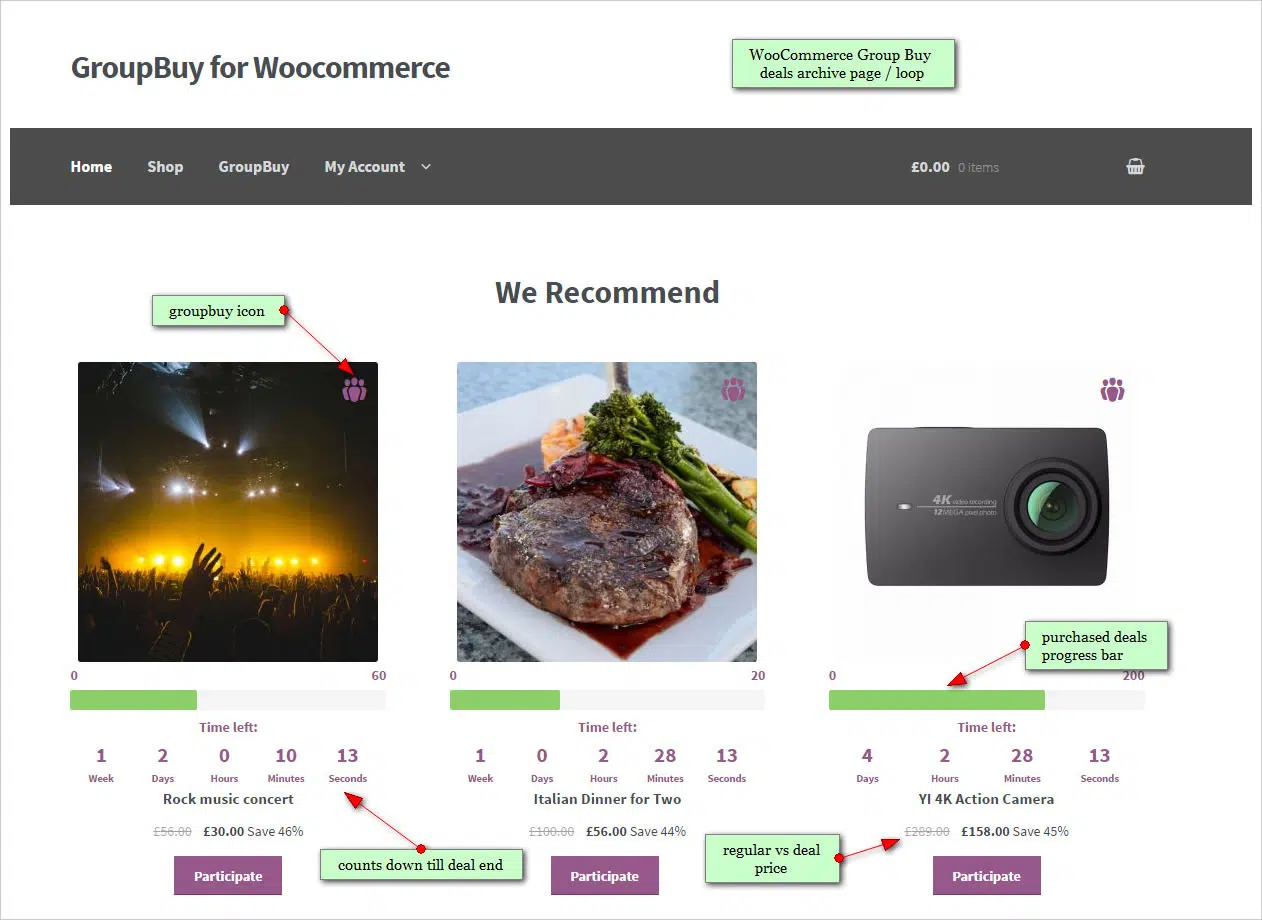 GroupBuy for Woocommerce
WooCommerce Group Buy
deals archive page / loop
Home Shop GroupBuy My Account £0.00 0 items
We Recommend
groupbuy icon
4K video recording
12MEGA pixel photo
purchased deals
progress bar
0 60 0 20 0 200
Time left: Time left: Time left:
1 2 0 10 13 1 0 2 28 13 4 2 28 13
Week Days Hours Minutes Seconds Week Days Hours Minutes Seconds Days Hours Minutes Seconds
Rock music concert Italian Dinner for Two YI 4K Action Camera
£56.00 £30.00 Save 46% £100.00 £56.00 Save 44% £289.00 £158.00 Save 45%
counts down till deal end
regular vs deal
price
Participate Participate Participate